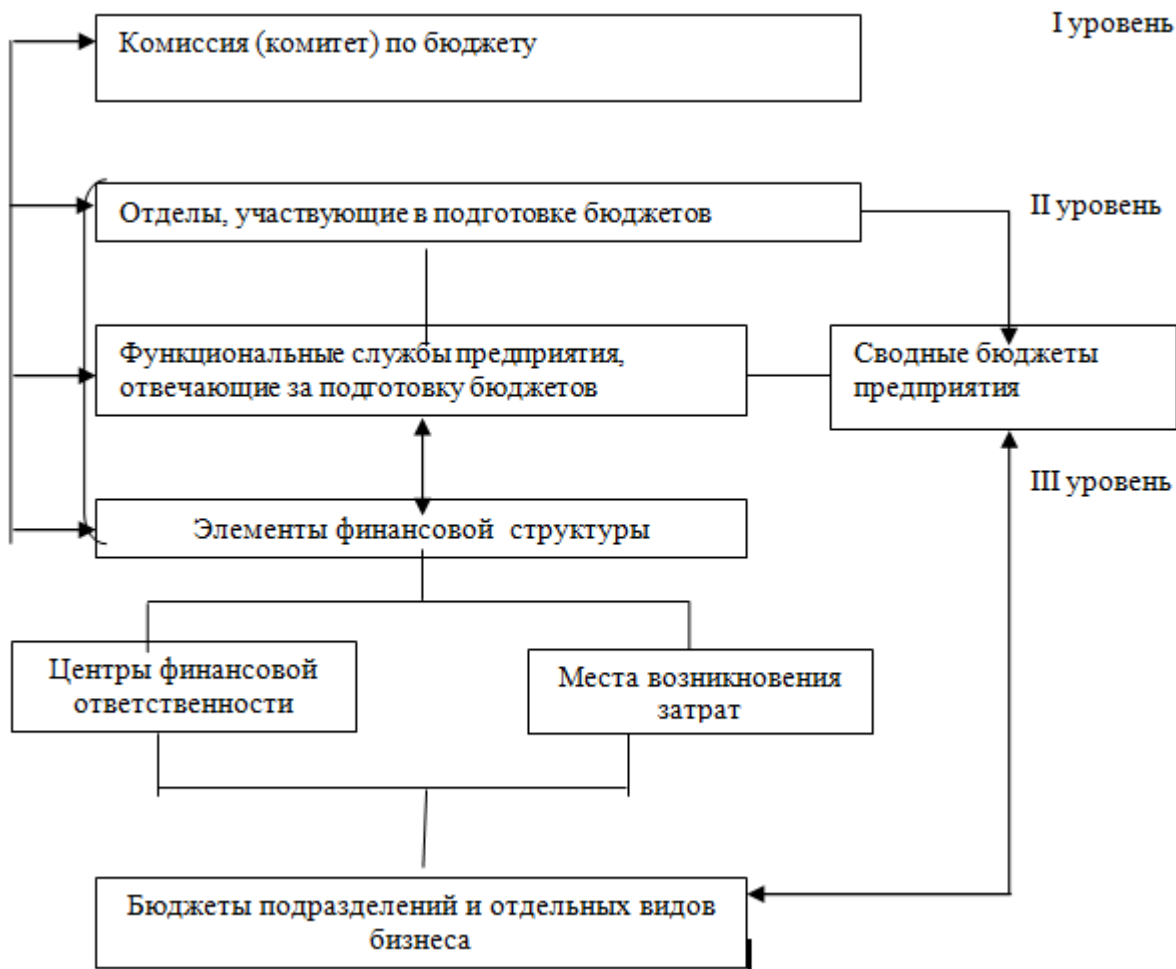 Комиссия (комитет) по бюджету
I уровень
Отделы, участвующие в подготовке бюджетов
II уровень
Функциональные службы предприятия,
отвечающие за подготовку бюджетов
Сводные бюджеты
предприятия
III уровень
Элементы финансовой структуры
Центры финансовой
ответственности
Места возникновения
затрат
Бюджеты подразделений и отдельных видов
бизнеса